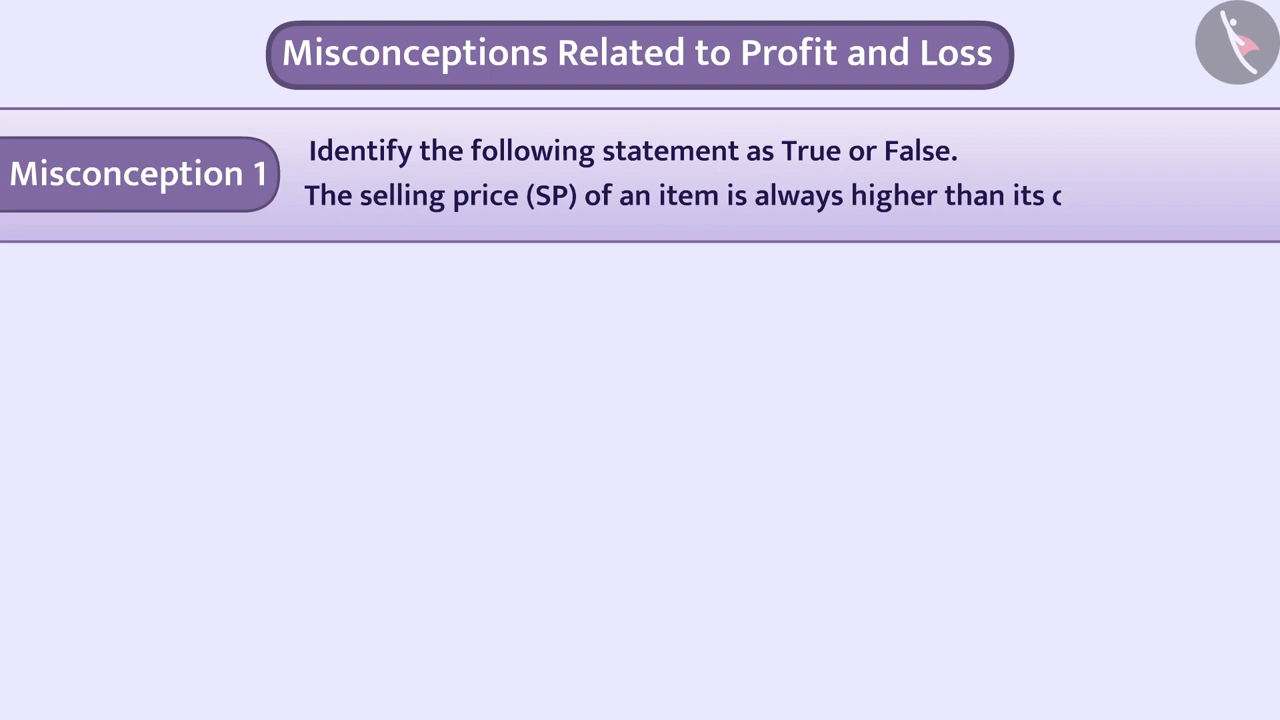 Misconceptions Related to Profit and Loss
Misconception 1
Identify the following statement as True or False.
The selling price (SP) of an item is always higher than its